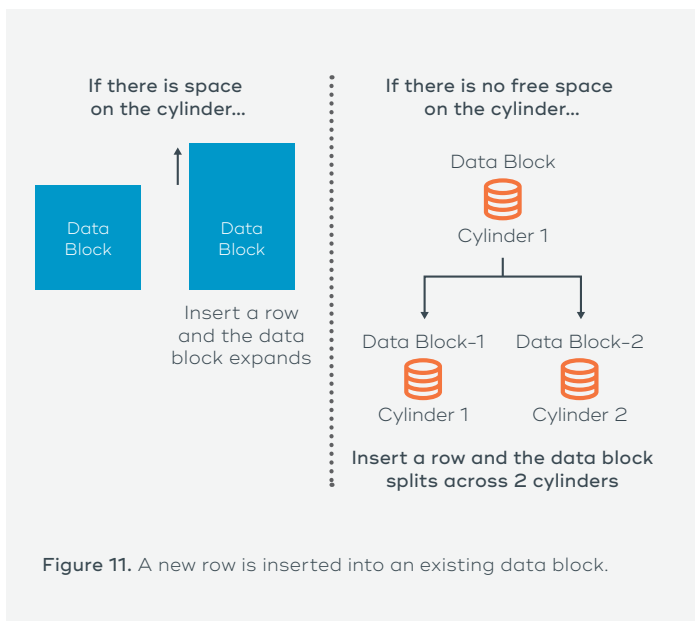 If there is space
on the cylinder...
Data
Block
Data
Block
Insert a row
and the data
block expands
If there is no free space
on the cylinder...
Data Block
Cylinder 1
Data Block-1
Data Block-2
Cylinder 1
Cylinder 2
Insert a row and the data block
splits across 2 cylinders
Figure 11. A new row is inserted into an existing data block.